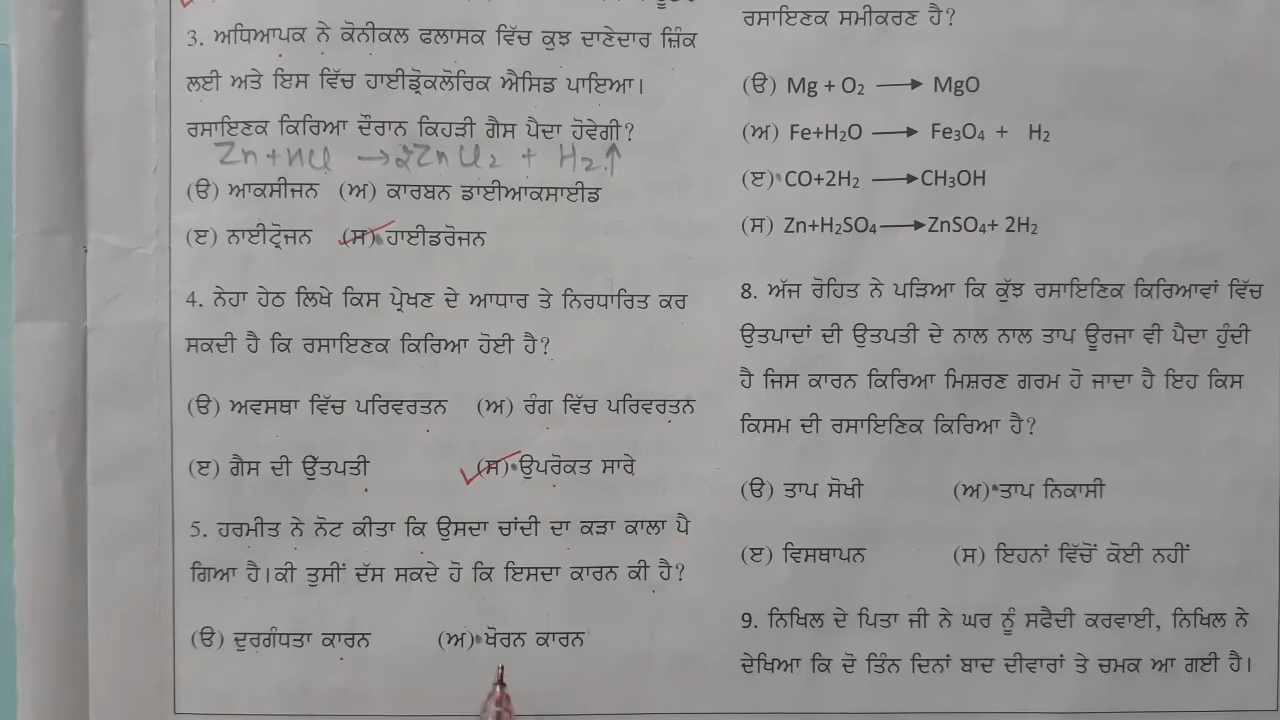 3. ਅਧਿਆਪਕ ਨੇ ਕੋਨੀਕਲ ਫਲਾਸਕ ਵਿੱਚ ਕੁਝ ਦਾਣੇਦਾਰ ਜ਼ਿੰਕ
ਲਈ ਅਤੇ ਇਸ ਵਿੱਚ ਹਾਈਡ੍ਰੋਕਲੋਰਿਕ ਐਸਿਡ ਪਾਇਆ।
ਰਸਾਇਣਕ ਕਿਰਿਆ ਦੌਰਾਨ ਕਿਹੜੀ ਗੈਸ ਪੈਦਾ ਹੋਵੇਗੀ?
Zn + HCl → ZnCl₂ + H₂↑
(ੳ) ਆਕਸੀਜਨ (ਅ) ਕਾਰਬਨ ਡਾਈਆਕਸਾਈਡ
(ੲ) ਨਾਈਟ੍ਰੋਜਨ (ਸ) ਹਾਈਡਰੋਜਨ
4. ਨੇਹਾ ਹੇਠ ਲਿਖੇ ਕਿਸ ਪ੍ਰੇਖਣ ਦੇ ਆਧਾਰ ਤੇ ਨਿਰਧਾਰਿਤ ਕਰ
ਸਕਦੀ ਹੈ ਕਿ ਰਸਾਇਣਕ ਕਿਰਿਆ ਹੋਈ ਹੈ?
(ੳ) ਅਵਸਥਾ ਵਿੱਚ ਪਰਿਵਰਤਨ (ਅ) ਰੰਗ ਵਿੱਚ ਪਰਿਵਰਤਨ
(ੲ) ਗੈਸ ਦੀ ਉੱਤਪਤੀ (ਸ) ਉਪਰੋਕਤ ਸਾਰੇ
5. ਹਰਮੀਤ ਨੇ ਨੋਟ ਕੀਤਾ ਕਿ ਉਸਦਾ ਚਾਂਦੀ ਦਾ ਕੜਾ ਕਾਲਾ ਪੈ
ਗਿਆ ਹੈ।ਕੀ ਤੁਸੀਂ ਦੱਸ ਸਕਦੇ ਹੋ ਕਿ ਇਸਦਾ ਕਾਰਨ ਕੀ ਹੈ?
(ੳ) ਦੁਰਗੰਧਤਾ ਕਾਰਨ (ਅ) ਖੋਰਨ ਕਾਰਨ
ਰਸਾਇਣਕ ਸਮੀਕਰਣ ਹੈ?
(ੳ) Mg + O₂ → MgO
(ਅ) Fe+H₂O → Fe₃O₄ + H₂
(ੲ) CO+2H₂ → CH₃OH
(ਸ) Zn+H₂SO₄ → ZnSO₄+ 2H₂
8. ਅੱਜ ਰੋਹਿਤ ਨੇ ਪੜਿਆ ਕਿ ਕੁੱਝ ਰਸਾਇਣਿਕ ਕਿਰਿਆਵਾਂ ਵਿੱਚ
ਉਤਪਾਦਾਂ ਦੀ ਉਤਪਤੀ ਦੇ ਨਾਲ ਨਾਲ ਤਾਪ ਊਰਜਾ ਵੀ ਪੈਦਾ ਹੁੰਦੀ
ਹੈ ਜਿਸ ਕਾਰਨ ਕਿਰਿਆ ਮਿਸ਼ਰਣ ਗਰਮ ਹੋ ਜਾਂਦਾ ਹੈ ਇਹ ਕਿਸ
ਕਿਸਮ ਦੀ ਰਸਾਇਣਿਕ ਕਿਰਿਆ ਹੈ?
(ੳ) ਤਾਪ ਸੋਖੀ (ਅ) ਤਾਪ ਨਿਕਾਸੀ
(ੲ) ਵਿਸਥਾਪਨ (ਸ) ਇਹਨਾਂ ਵਿੱਚੋਂ ਕੋਈ ਨਹੀਂ
9. ਨਿਖਿਲ ਦੇ ਪਿਤਾ ਜੀ ਨੇ ਘਰ ਨੂੰ ਸਫੈਦੀ ਕਰਵਾਈ, ਨਿਖਿਲ ਨੇ
ਦੇਖਿਆ ਕਿ ਦੋ ਤਿੰਨ ਦਿਨਾਂ ਬਾਦ ਦੀਵਾਰਾਂ ਤੇ ਚਮਕ ਆ ਗਈ ਹੈ।